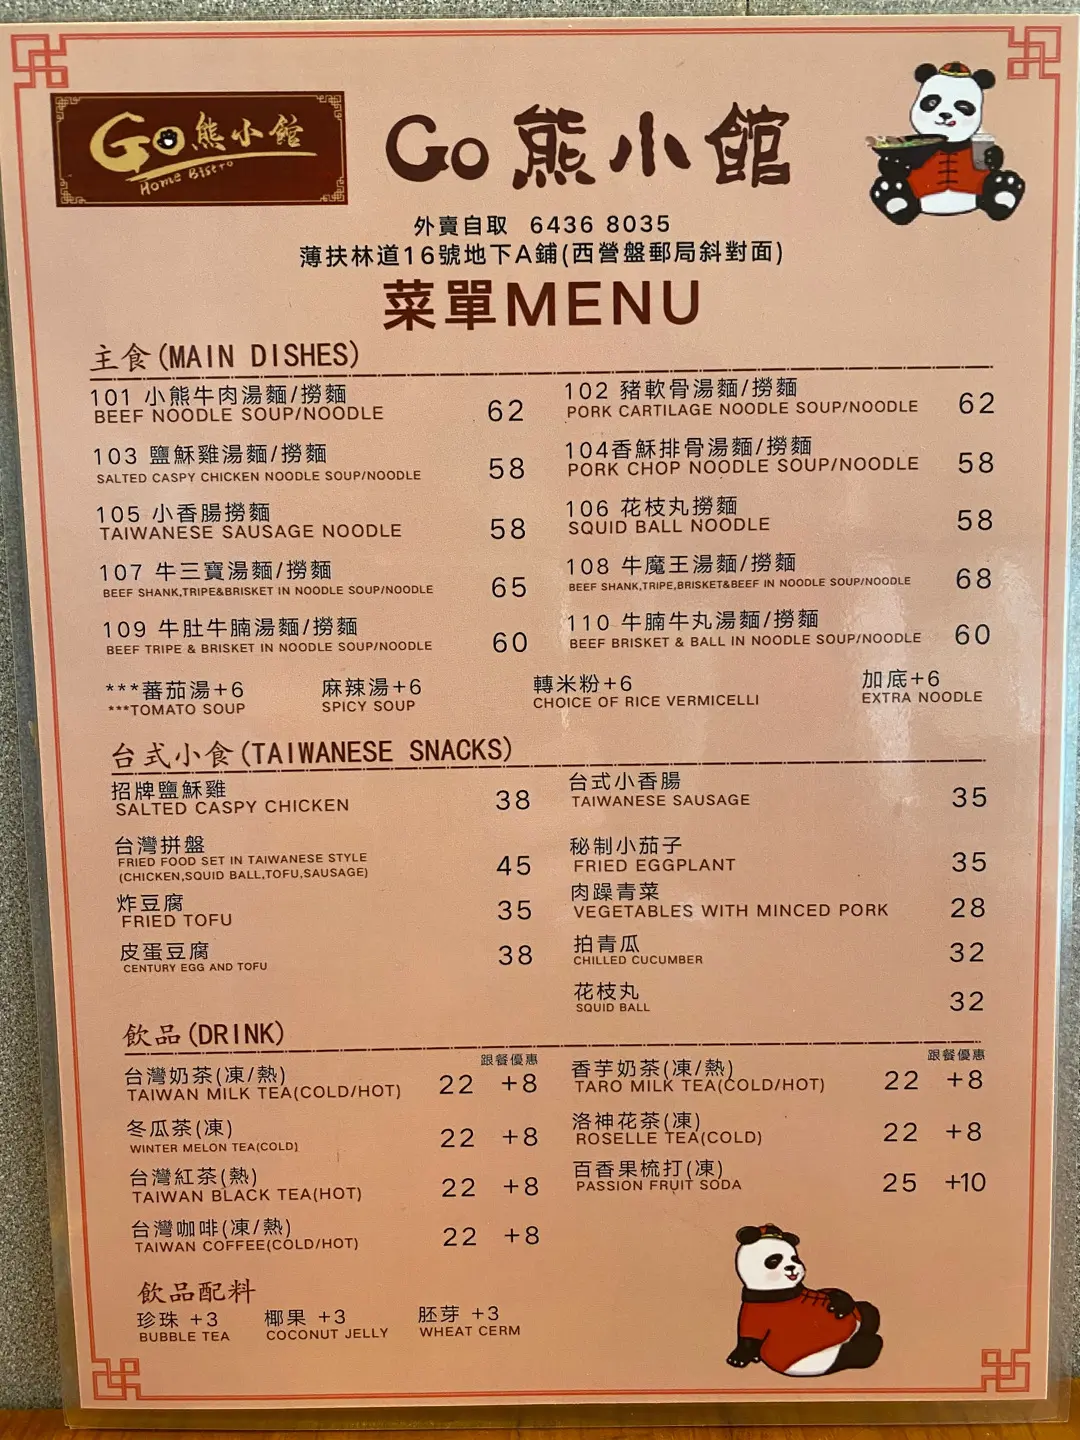 Go熊小館
Home Bistro
Go 熊小館
外賣自取 6436 8035
薄扶林道16號地下A鋪(西營盤郵局斜對面)
菜單MENU
主食(MAIN DISHES)
101 小熊牛肉湯麵/撈麵
BEEF NOODLE SOUP/NOODLE 62
102 豬軟骨湯麵/撈麵
PORK CARTILAGE NOODLE SOUP/NOODLE 62
103 鹽穌雞湯麵/撈麵
SALTED CASPY CHICKEN NOODLE SOUP/NOODLE 58
104香穌排骨湯麵/撈麵
PORK CHOP NOODLE SOUP/NOODLE 58
105 小香腸撈麵
TAIWANESE SAUSAGE NOODLE 58
106 花枝丸撈麵
SQUID BALL NOODLE 58
107 牛三寶湯麵/撈麵
BEEF SHANK,TRIPE&BRISKET IN NOODLE SOUP/NOODLE 65
108 牛魔王湯麵/撈麵
BEEF SHANK,TRIPE,BRISKET&BEEF IN NOODLE SOUP/NOODLE 68
109 牛肚牛腩湯麵/撈麵
BEEF TRIPE & BRISKET IN NOODLE SOUP/NOODLE 60
110 牛腩牛丸湯麵/撈麵
BEEF BRISKET & BALL IN NOODLE SOUP/NOODLE 60
***蕃茄湯+6 麻辣湯+6 轉米粉+6 加底+6
***TOMATO SOUP SPICY SOUP CHOICE OF RICE VERMICELLI EXTRA NOODLE
台式小食(TAIWANESE SNACKS)
招牌鹽穌雞
SALTED CASPY CHICKEN 38
台式小香腸
TAIWANESE SAUSAGE 35
台灣拼盤
FRIED FOOD SET IN TAIWANESE STYLE
(CHICKEN,SQUID BALL,TOFU,SAUSAGE) 45
秘制小茄子
FRIED EGGPLANT 35
炸豆腐
FRIED TOFU 35
肉躁青菜
VEGETABLES WITH MINCED PORK 28
皮蛋豆腐
CENTURY EGG AND TOFU 38
拍青瓜
CHILLED CUCUMBER 32
花枝丸
SQUID BALL 32
飲品(DRINK)
跟餐優惠 跟餐優惠
台灣奶茶(凍/熱)
TAIWAN MILK TEA(COLD/HOT) 22 +8
香芋奶茶(凍/熱)
TARO MILK TEA(COLD/HOT) 22 +8
冬瓜茶(凍)
WINTER MELON TEA(COLD) 22 +8
洛神花茶(凍)
ROSELLE TEA(COLD) 22 +8
台灣紅茶(熱)
TAIWAN BLACK TEA(HOT) 22 +8
百香果梳打(凍)
PASSION FRUIT SODA 25 +10
台灣咖啡(凍/熱)
TAIWAN COFFEE(COLD/HOT) 22 +8
飲品配料
珍珠 +3 椰果 +3 胚芽 +3
BUBBLE TEA COCONUT JELLY WHEAT CERM